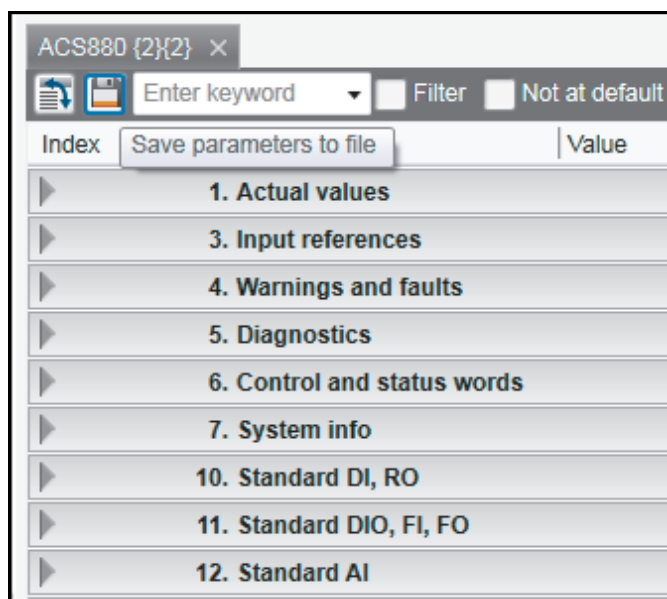 ACS880 {2}{2} ×
Enter keyword Filter Not at default
Index Save parameters to file Value
1. Actual values
3. Input references
4. Warnings and faults
5. Diagnostics
6. Control and status words
7. System info
10. Standard DI, RO
11. Standard DIO, FI, FO
12. Standard AI